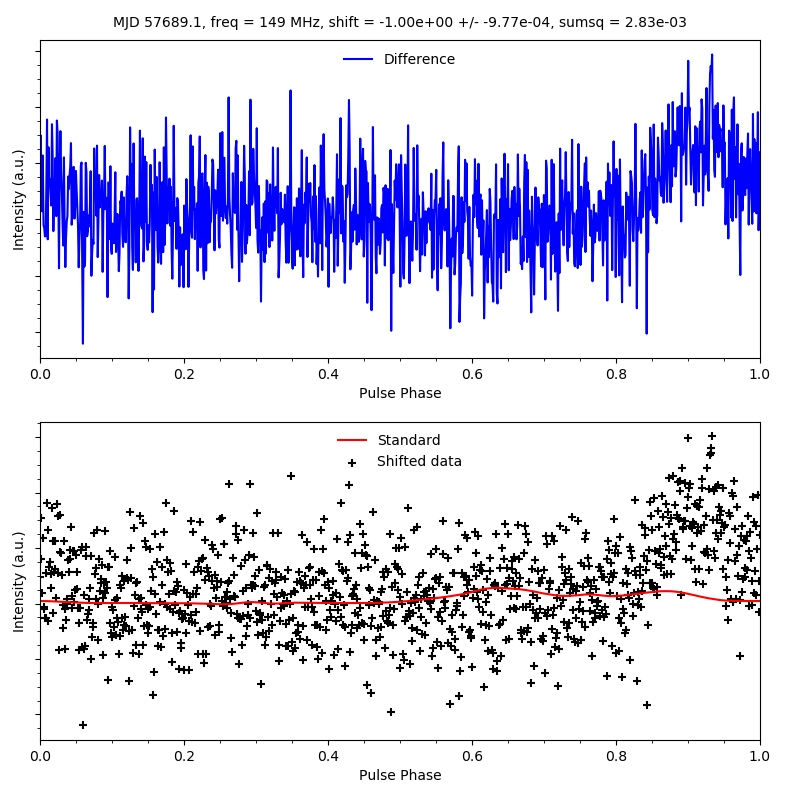 MJD 57689.1, freq = 149 MHz, shift = -1.00e+00 +/- -9.77e-04, sumsq = 2.83e-03
Difference
Intensity (a.u.)
0.0 0.2 0.4 0.6 0.8 1.0
Pulse Phase
Standard
Shifted data
Intensity (a.u.)
0.0 0.2 0.4 0.6 0.8 1.0
Pulse Phase